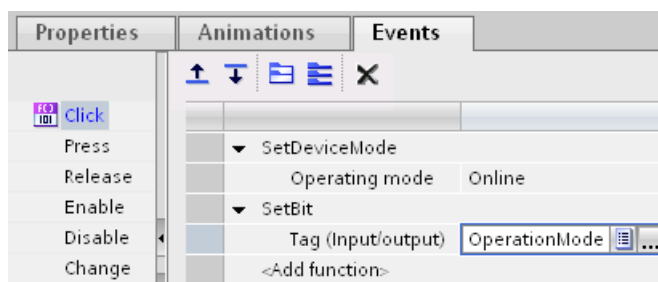 Properties Animations Events
Click
Press
Release
Enable
Disable
Change
SetDeviceMode
Operating mode Online
SetBit
Tag (Input/output) OperationMode ...
<Add function>